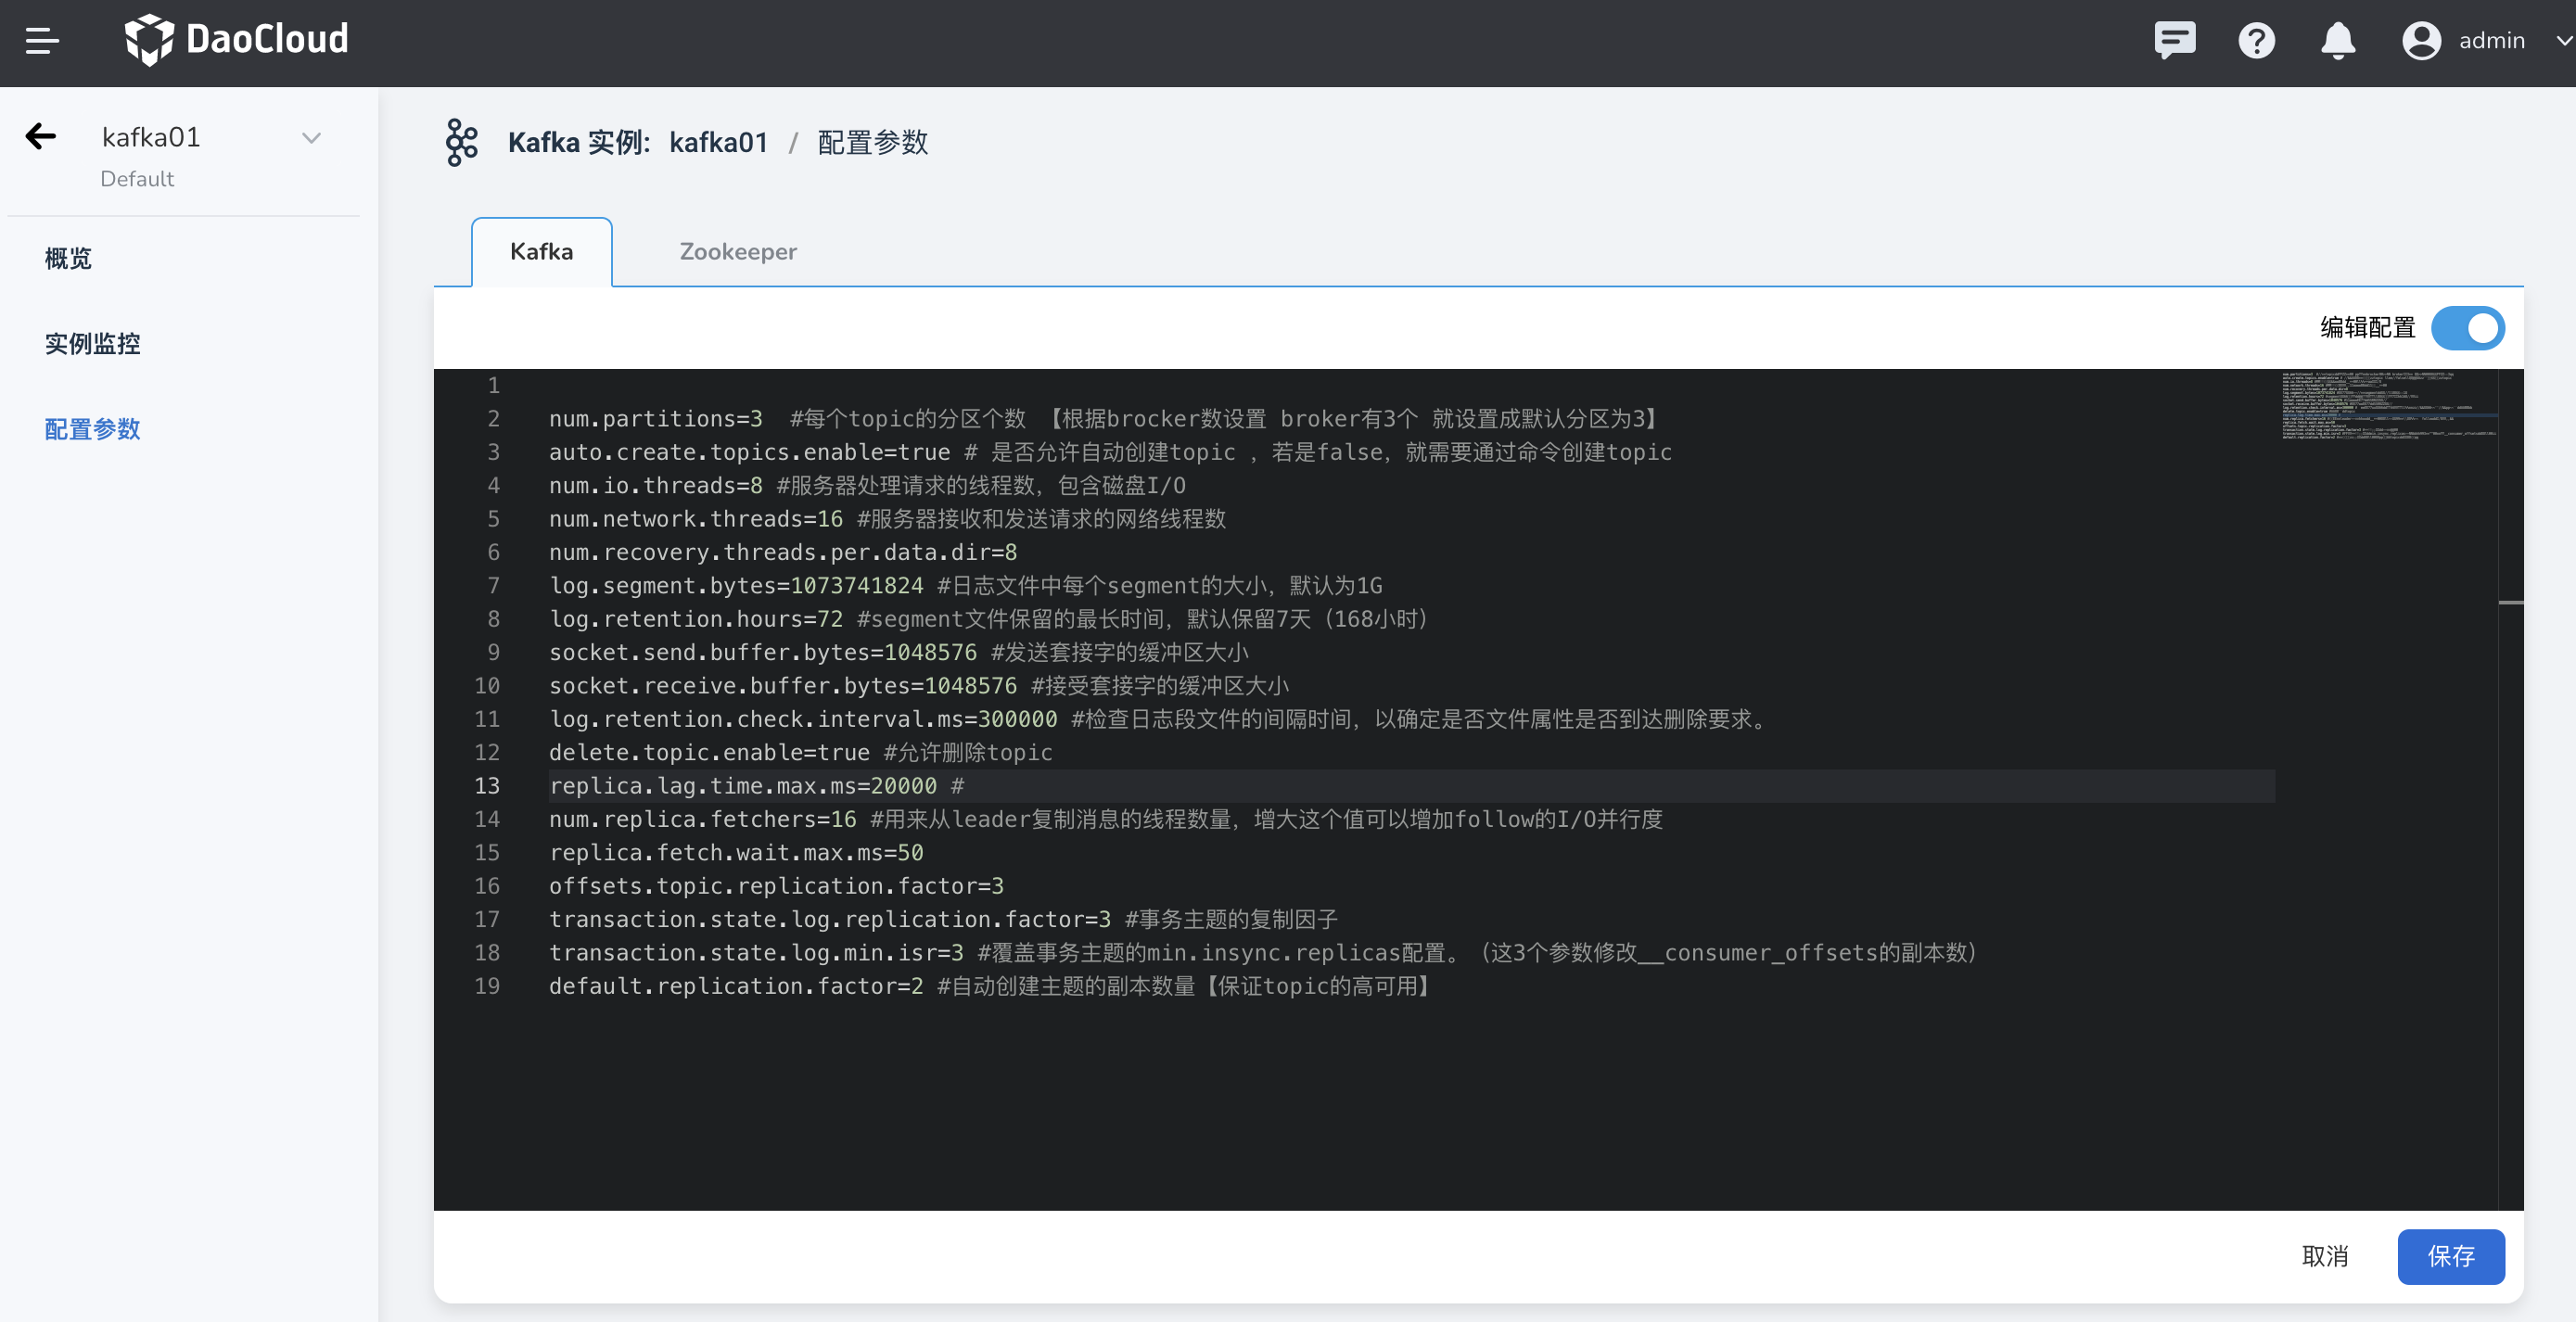 DaoCloud
admin
kafka01
Default
概览
实例监控
配置参数
Kafka 实例: kafka01 / 配置参数
Kafka
Zookeeper
编辑配置
1
2 num.partitions=3 #每个topic的分区个数 【根据brocker数设置 broker有3个 就设置成默认分区为3】
3 auto.create.topics.enable=true # 是否允许自动创建topic ，若是false，就需要通过命令创建topic
4 num.io.threads=8 #服务器处理请求的线程数，包含磁盘I/O
5 num.network.threads=16 #服务器接收和发送请求的网络线程数
6 num.recovery.threads.per.data.dir=8
7 log.segment.bytes=1073741824 #日志文件中每个segment的大小，默认为1G
8 log.retention.hours=72 #segment文件保留的最长时间，默认保留7天（168小时）
9 socket.send.buffer.bytes=1048576 #发送套接字的缓冲区大小
10 socket.receive.buffer.bytes=1048576 #接受套接字的缓冲区大小
11 log.retention.check.interval.ms=300000 #检查日志段文件的间隔时间，以确定是否文件属性是否到达删除要求。
12 delete.topic.enable=true #允许删除topic
13 replica.lag.time.max.ms=20000 #
14 num.replica.fetchers=16 #用来从leader复制消息的线程数量，增大这个值可以增加follow的I/O并行度
15 replica.fetch.wait.max.ms=50
16 offsets.topic.replication.factor=3
17 transaction.state.log.replication.factor=3 #事务主题的复制因子
18 transaction.state.log.min.isr=3 #覆盖事务主题的min.insync.replicas配置。（这3个参数修改__consumer_offsets的副本数）
19 default.replication.factor=2 #自动创建主题的副本数量【保证topic的高可用】
取消
保存